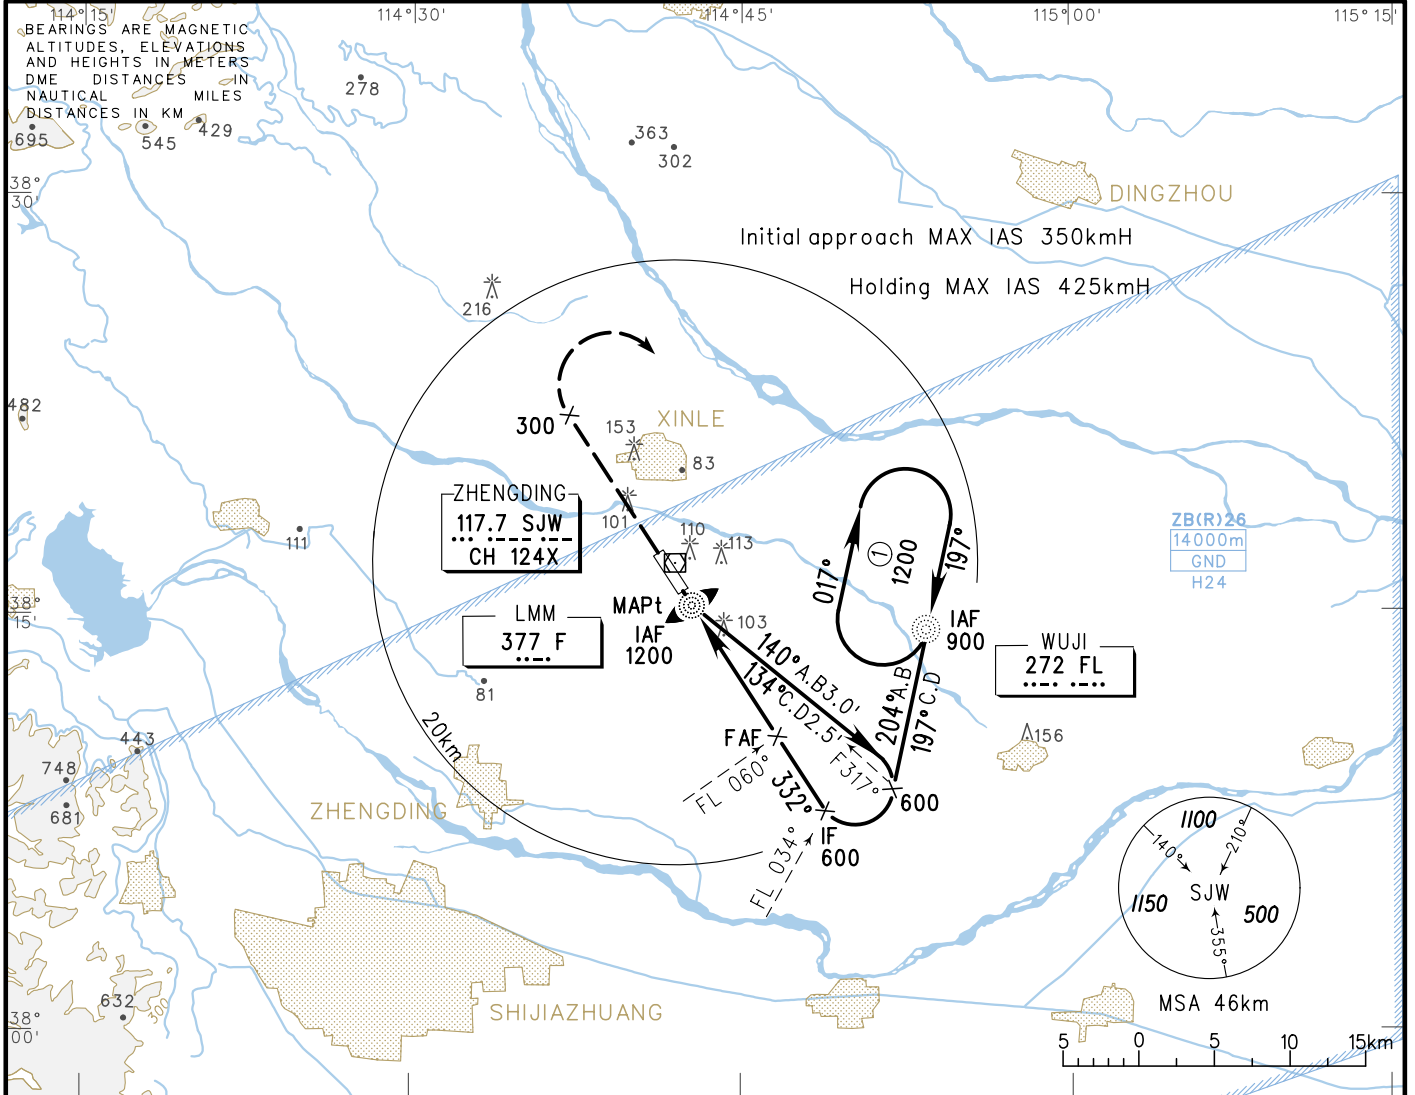 114°15'
114°30'
114°45'
115°00'
115°15'
BEARINGS ARE MAGNETIC
ALTITUDES, ELEVATIONS
AND HEIGHTS IN METERS
DME DISTANCES IN
NAUTICAL MILES
DISTANCES IN KM
278
695
545
429
363
302
38°
30'
DINGZHOU
Initial approach MAX IAS 350kmH
Holding MAX IAS 425kmH
216
482
300
XINLE
153
83
ZHENGDING
117.7 SJW
CH 124X
101
110
113
111
017°
1
1200
197°
ZB(R)26
14000m
GND
H24
38°
15'
MAPt
IAF
1200
LMM
377 F
103
IAF
900
WUJI
272 FL
81
140°A.B3.0'
134°C.D2.5'
204°A.B
197°C.D
156
20km
443
748
681
FAF
FL 060°
F317°
332°
600
ZHENGDING
IF
600
FL 034°
1100
140°
210°
SJW
1150
500
355°
MSA 46km
632
300
SHIJIAZHUANG
38°
00'
5 0 5 10 15km